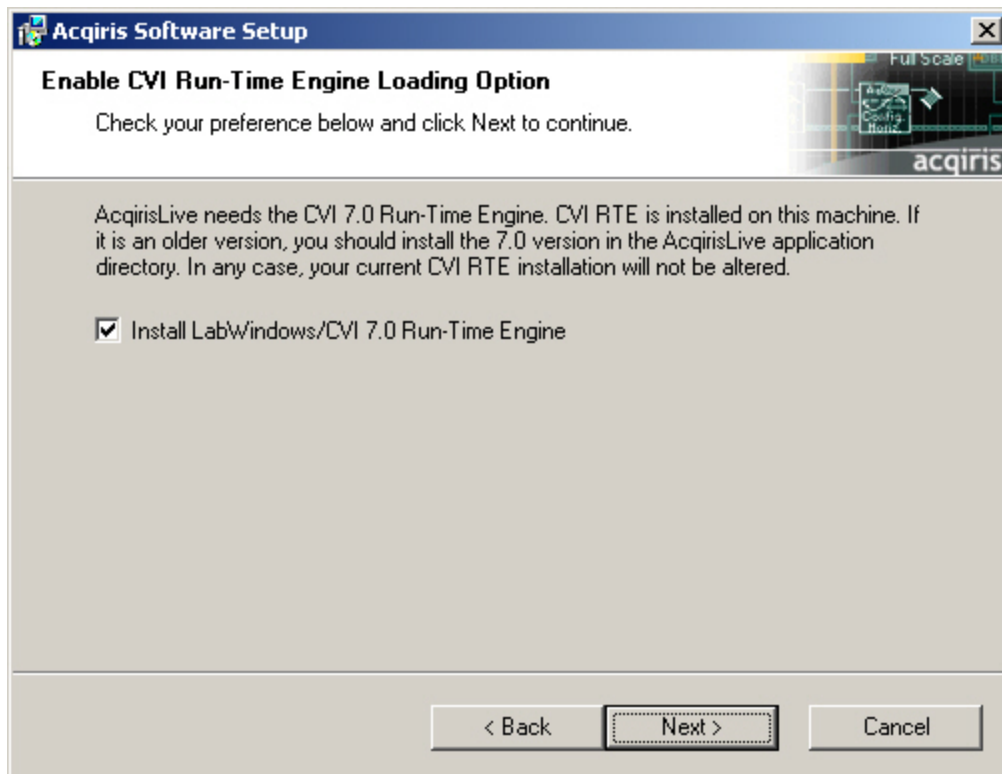 Acqiris Software Setup
Enable CVI Run-Time Engine Loading Option
Check your preference below and click Next to continue.
Full Scale
Config.
Horiz.
acqiris
AcqirisLive needs the CVI 7.0 Run-Time Engine. CVI RTE is installed on this machine. If
it is an older version, you should install the 7.0 version in the AcqirisLive application
directory. In any case, your current CVI RTE installation will not be altered.
Install LabWindows/CVI 7.0 Run-Time Engine
< Back
Next >
Cancel